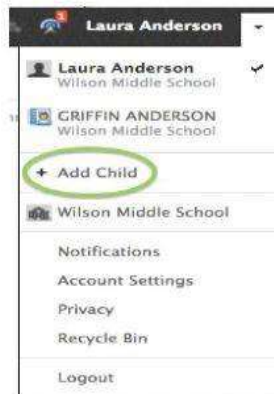 1
Laura Anderson
Laura Anderson
Wilson Middle School
GRIFFIN ANDERSON
Wilson Middle School
+ Add Child
Wilson Middle School
Notifications
Account Settings
Privacy
Recycle Bin
Logout